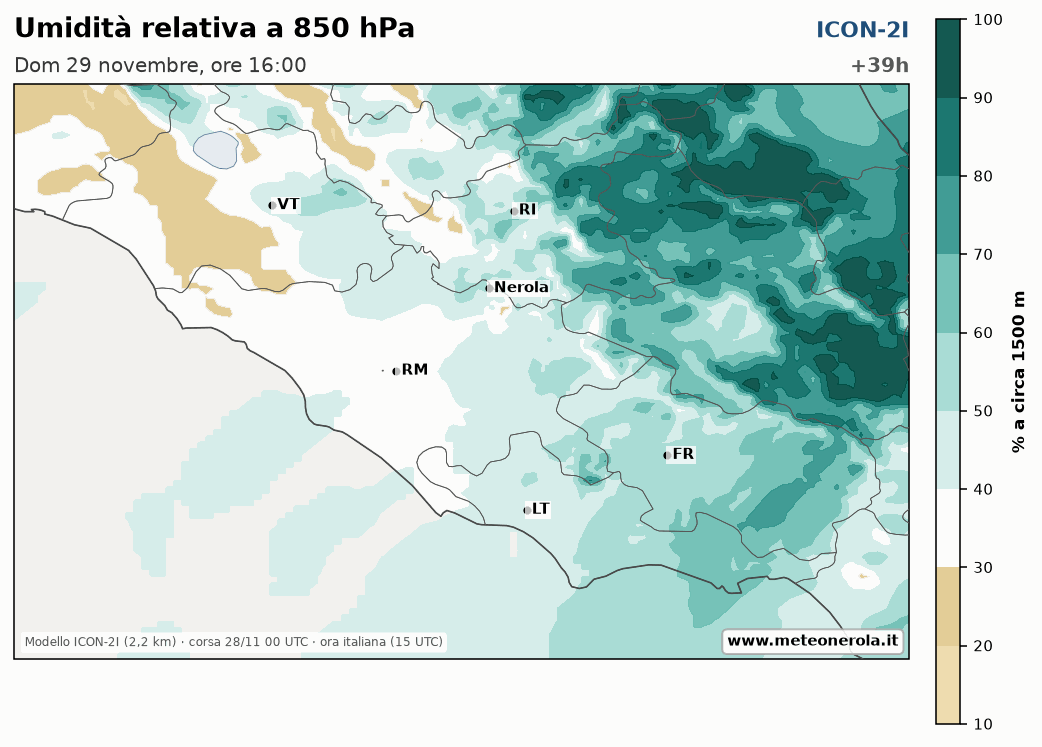 Umidità relativa a 850 hPa
ICON-2I
Dom 29 novembre, ore 16:00
+39h
VT
RI
Nerola
RM
FR
LT
Modello ICON-2I (2,2 km) · corsa 28/11 00 UTC · ora italiana (15 UTC)
www.meteonerola.it
100
90
80
70
60
50
40
30
20
10
% a circa 1500 m